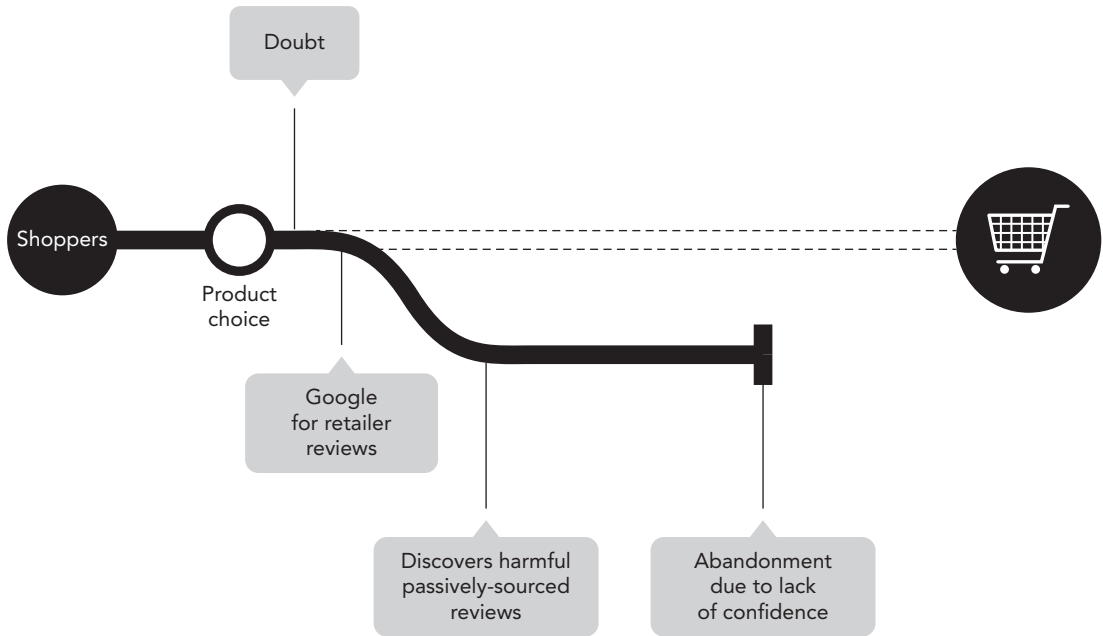 Doubt
Shoppers
Product
choice
Google
for retailer
reviews
Discovers harmful
passively-sourced
reviews
Abandonment
due to lack
of confidence